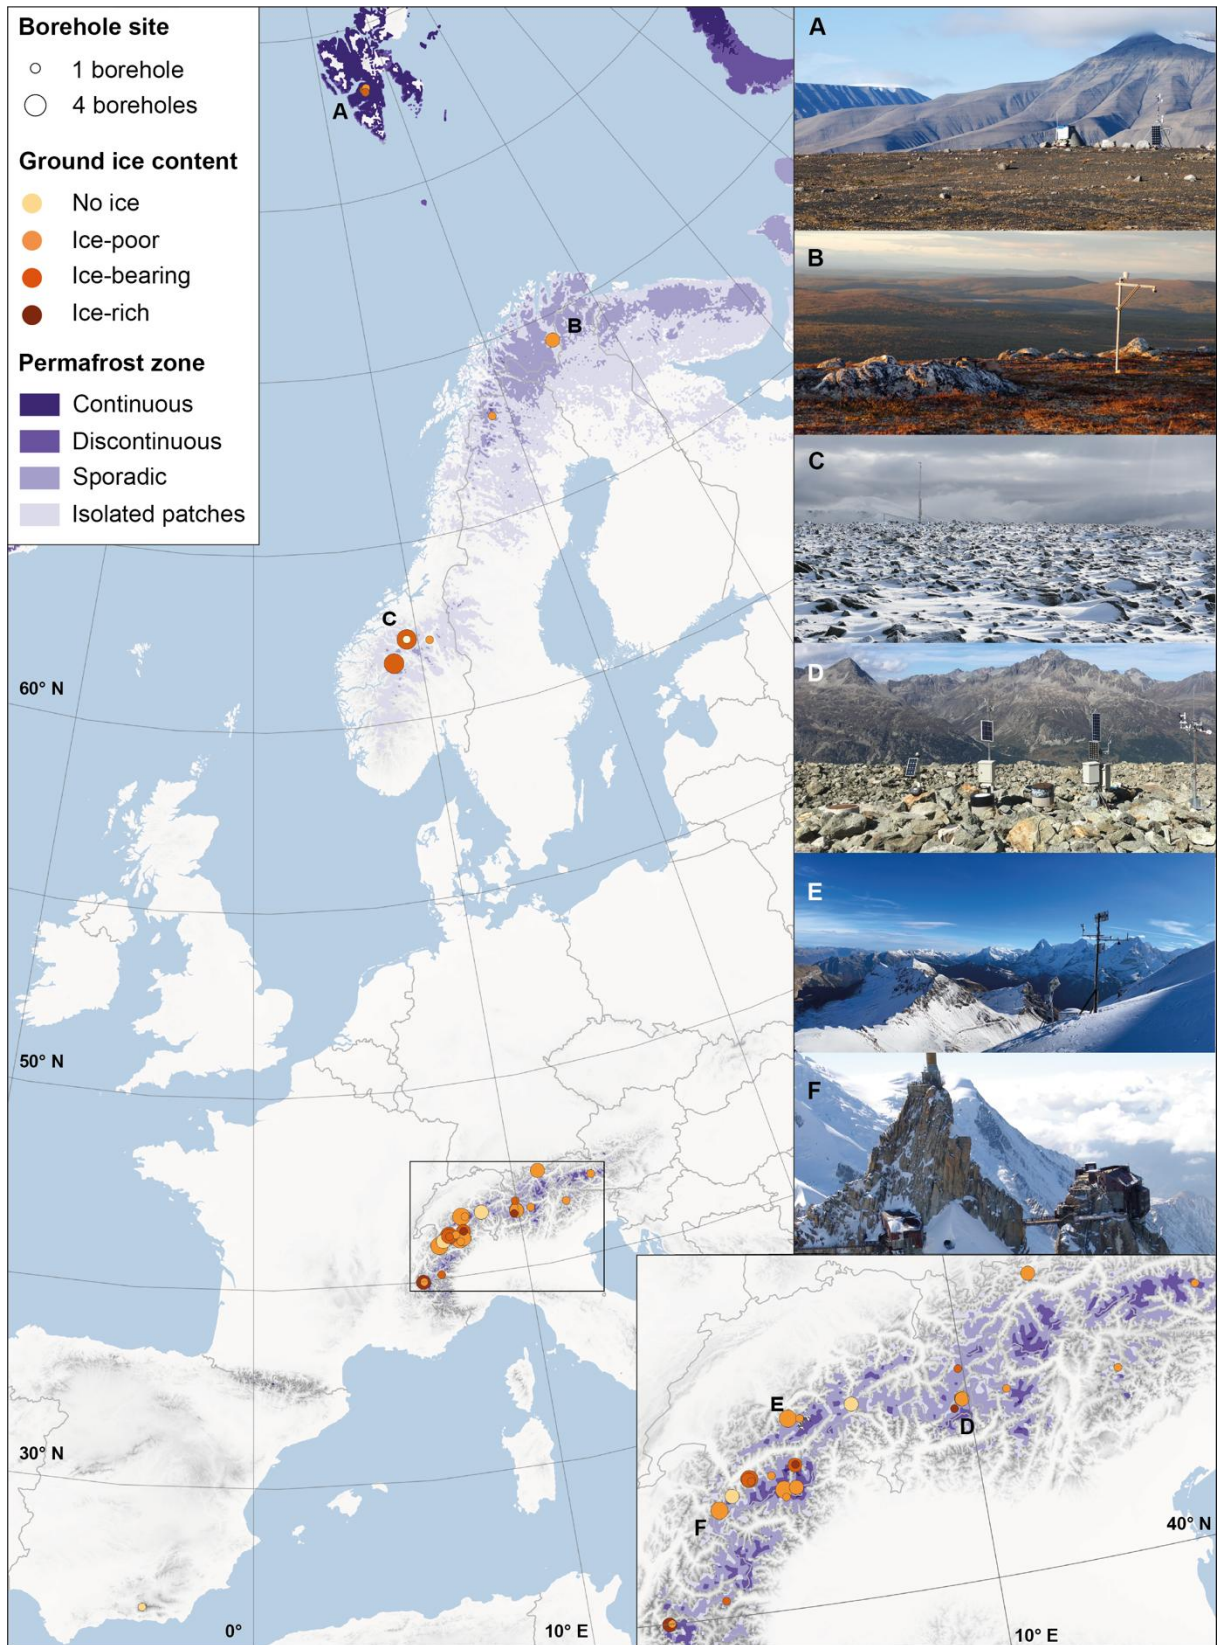 Borehole site
1 borehole
4 boreholes
Ground ice content
No ice
Ice-poor
Ice-bearing
Ice-rich
Permafrost zone
Continuous
Discontinuous
Sporadic
Isolated patches
A
B
C
60° N
50° N
30° N
0°
10° E
A
B
C
D
E
F
E
D
F
40° N
10° E